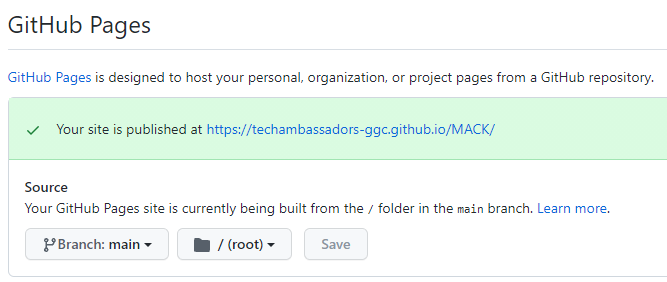 GitHub Pages
GitHub Pages is designed to host your personal, organization, or project pages from a GitHub repository.
Your site is published at https://techambassadors-ggc.github.io/MACK/
Source
Your GitHub Pages site is currently being built from the / folder in the main branch. Learn more.
Branch: main / (root) Save